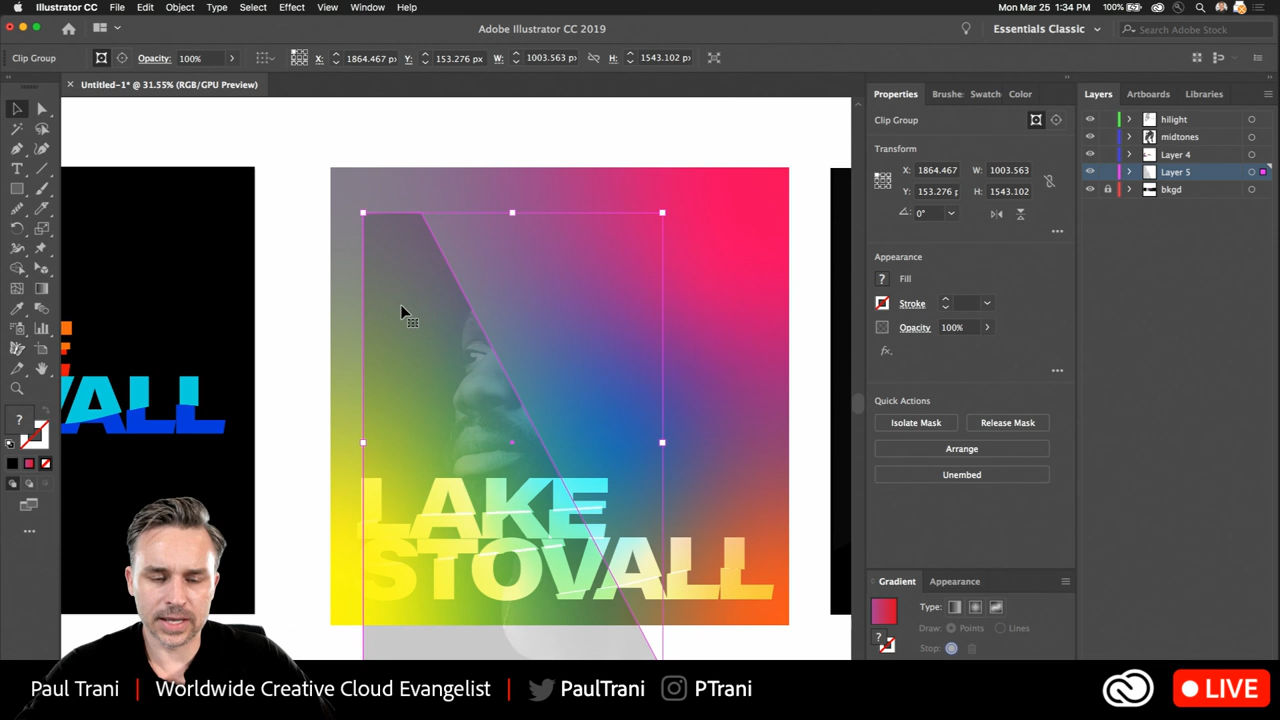 Illustrator CC File Edit Object Type Select Effect View Window Help
100% Mon Mar 25 1:34 PM
Adobe Illustrator CC 2019
Essentials Classic
Search Adobe Stock
Clip Group
Opacity: 100%
X: 1864.467 px
Y: 153.276 px
W: 1003.563 px
H: 1543.102 px
Untitled-1* @ 31.55% (RGB/GPU Preview)
Properties Brushe: Swatch Color
Clip Group
Transform
X: 1864.467 W: 1003.563
Y: 153.276 p H: 1543.102
0°
Appearance
? Fill
Stroke
Opacity 100%
fx.
Quick Actions
Isolate Mask Release Mask
Arrange
Unembed
Gradient Appearance
Type:
Draw: Points Lines
Stop:
?
Layers Artboards Libraries
hilight
midtones
Layer 4
Layer 5
bkgd
T
?
VALL
LAKE
STOVALL
Paul Trani | Worldwide Creative Cloud Evangelist | PaulTrani PTrani
LIVE